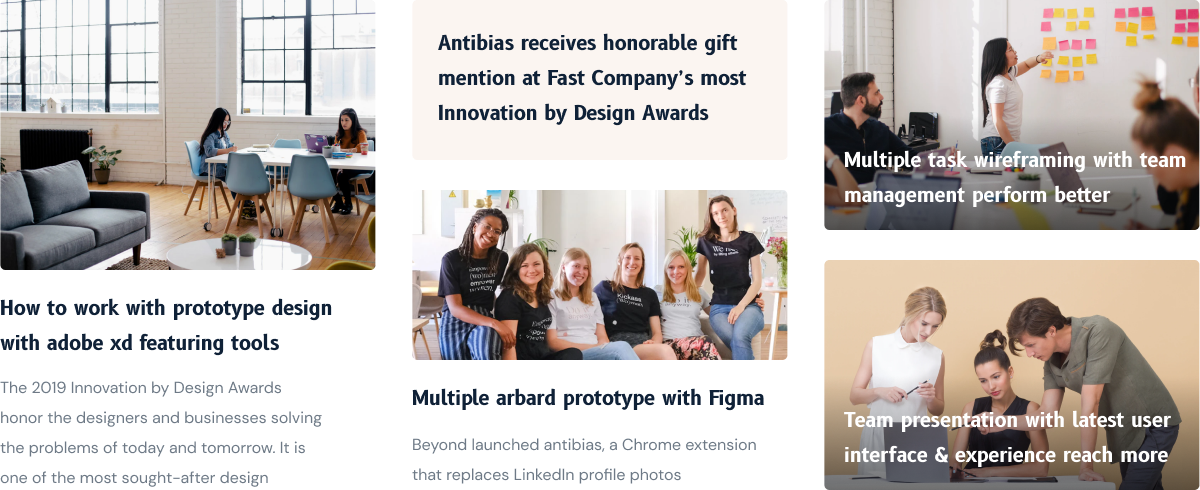 How to work with prototype design
with adobe xd featuring tools
The 2019 Innovation by Design Awards
honor the designers and businesses solving
the problems of today and tomorrow. It is
one of the most sought-after design
Antibias receives honorable gift
mention at Fast Company's most
Innovation by Design Awards
Multiple arbard prototype with Figma
Beyond launched antibias, a Chrome extension
that replaces LinkedIn profile photos
Multiple task wireframing with team
management perform better
Team presentation with latest user
interface & experience reach more